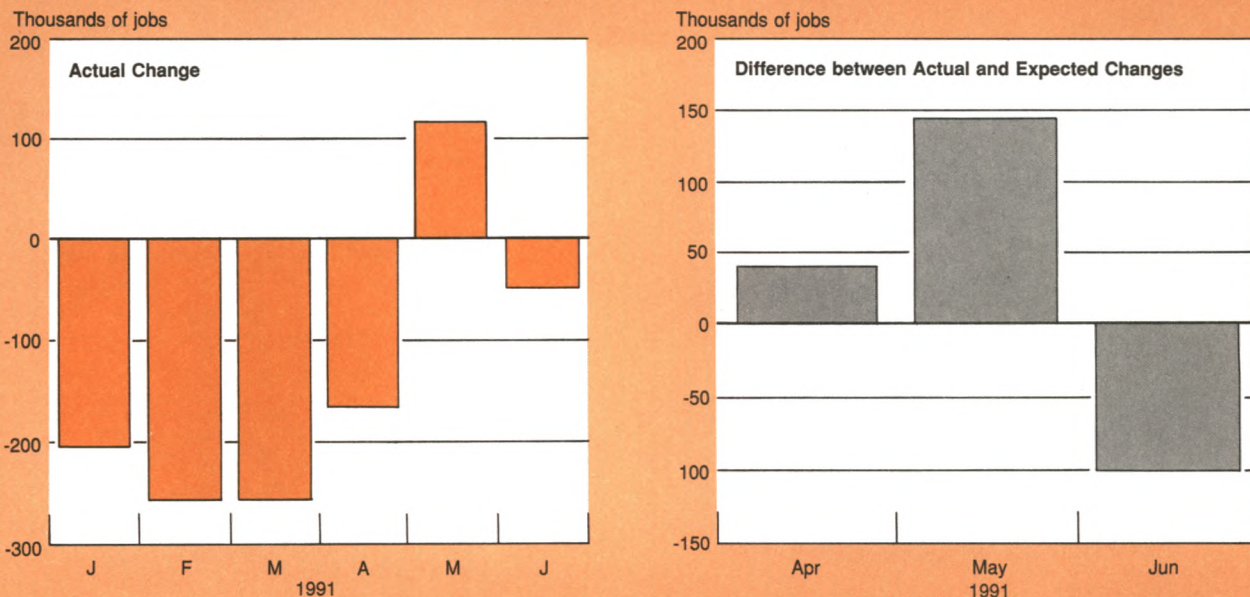 Thousands of jobs
200
Actual Change
100
0
-100
-200
-300
J F M A M J
1991
Thousands of jobs
200
Difference between Actual and Expected Changes
150
100
50
0
-50
100
-150
Apr May Jun
1991